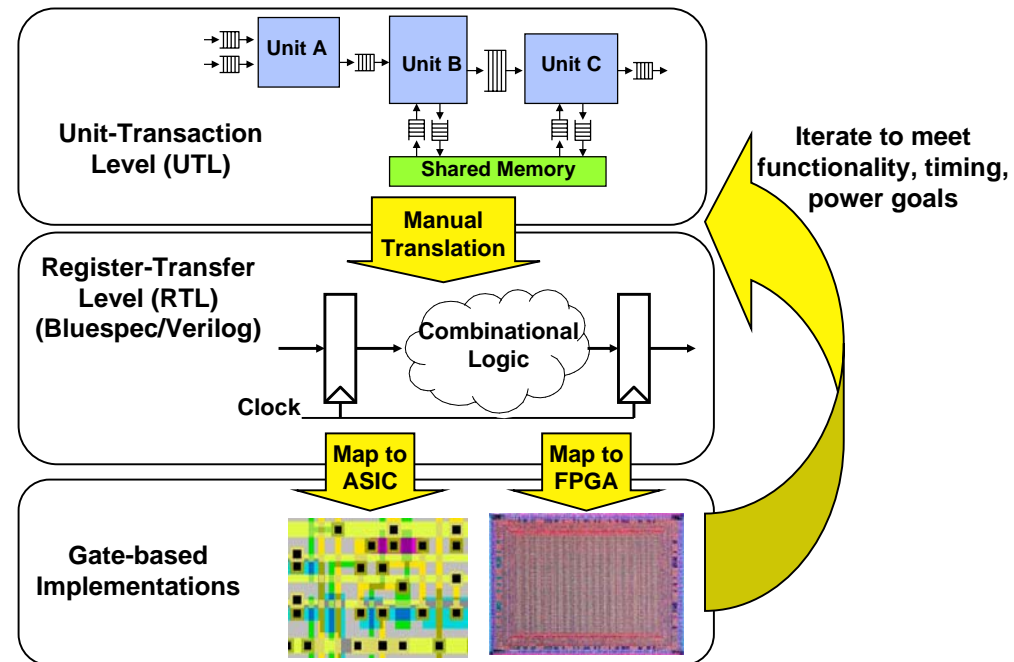 Unit A
Unit B
Unit C
Unit-Transaction
Level (UTL)
Shared Memory
Iterate to meet
functionality, timing,
power goals
Manual
Translation
Register-Transfer
Level (RTL)
(Bluespec/Verilog)
Combinational
Logic
Clock
Map to
ASIC
Map to
FPGA
Gate-based
Implementations